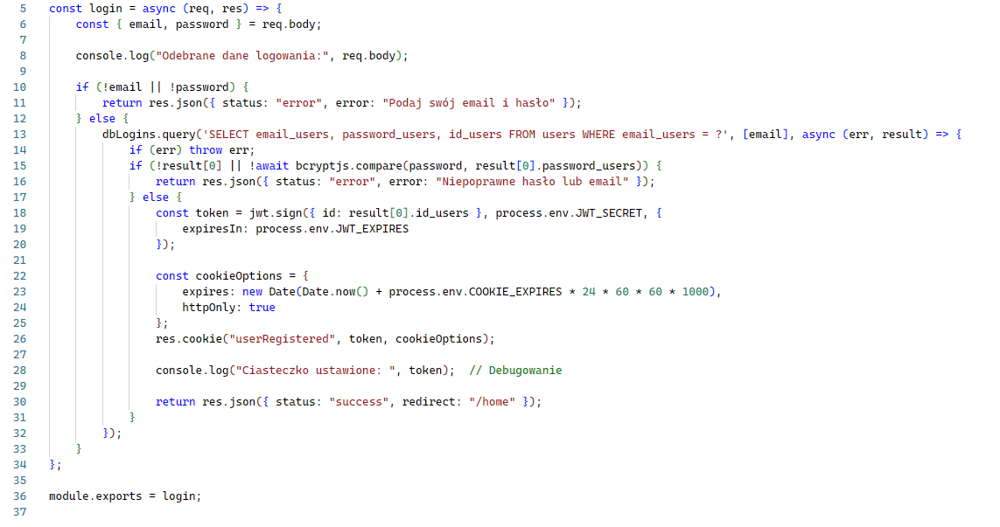 5 const login = async (req, res) => {
6     const { email, password } = req.body;
7
8     console.log("Odebrane dane logowania:", req.body);
9
10     if (!email || !password) {
11         return res.json({ status: "error", error: "Podaj swój email i hasło" });
12     } else {
13         dbLogins.query('SELECT email_users, password_users, id_users FROM users WHERE email_users = ?', [email], async (err, result) => {
14             if (err) throw err;
15             if (!result[0] || !await bcryptjs.compare(password, result[0].password_users)) {
16                 return res.json({ status: "error", error: "Niepoprawne hasło lub email" });
17             } else {
18                 const token = jwt.sign({ id: result[0].id_users }, process.env.JWT_SECRET, {
19                     expiresIn: process.env.JWT_EXPIRES
20                 });
21
22                 const cookieOptions = {
23                     expires: new Date(Date.now() + process.env.COOKIE_EXPIRES * 24 * 60 * 60 * 1000),
24                     httpOnly: true
25                 };
26                 res.cookie("userRegistered", token, cookieOptions);
27
28                 console.log("Ciasteczko ustawione: ", token);  // Debugowanie
29
30                 return res.json({ status: "success", redirect: "/home" });
31             }
32         });
33     }
34 };
35
36 module.exports = login;
37